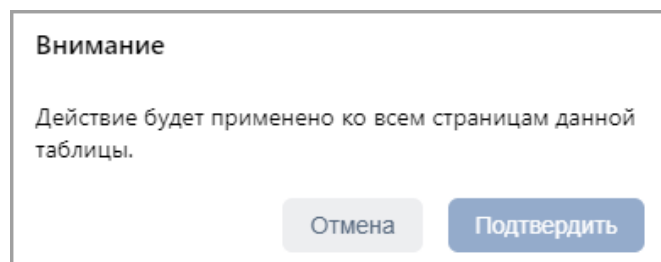 Внимание
Действие будет применено ко всем страницам данной
таблицы.
Отмена
Подтвердить